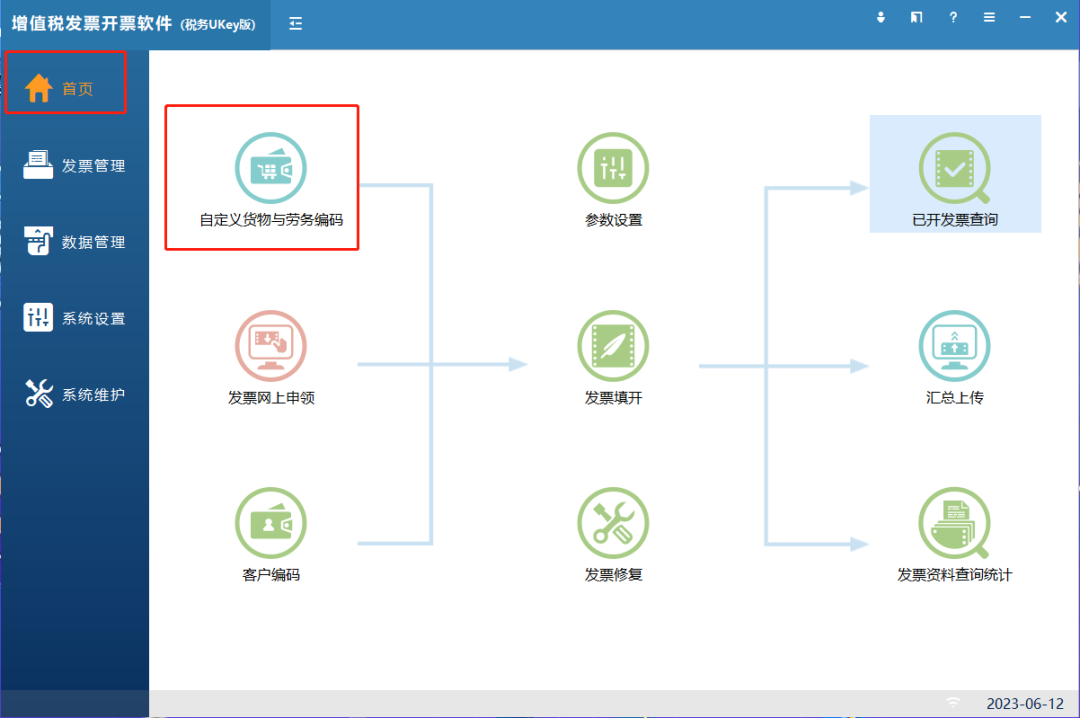 增值税发票开票软件 (税务UKey版)
?
首页
发票管理
数据管理
系统设置
系统维护
自定义货物与劳务编码
参数设置
已开发票查询
发票网上申领
发票填开
汇总上传
客户编码
发票修复
发票资料查询统计
2023-06-12